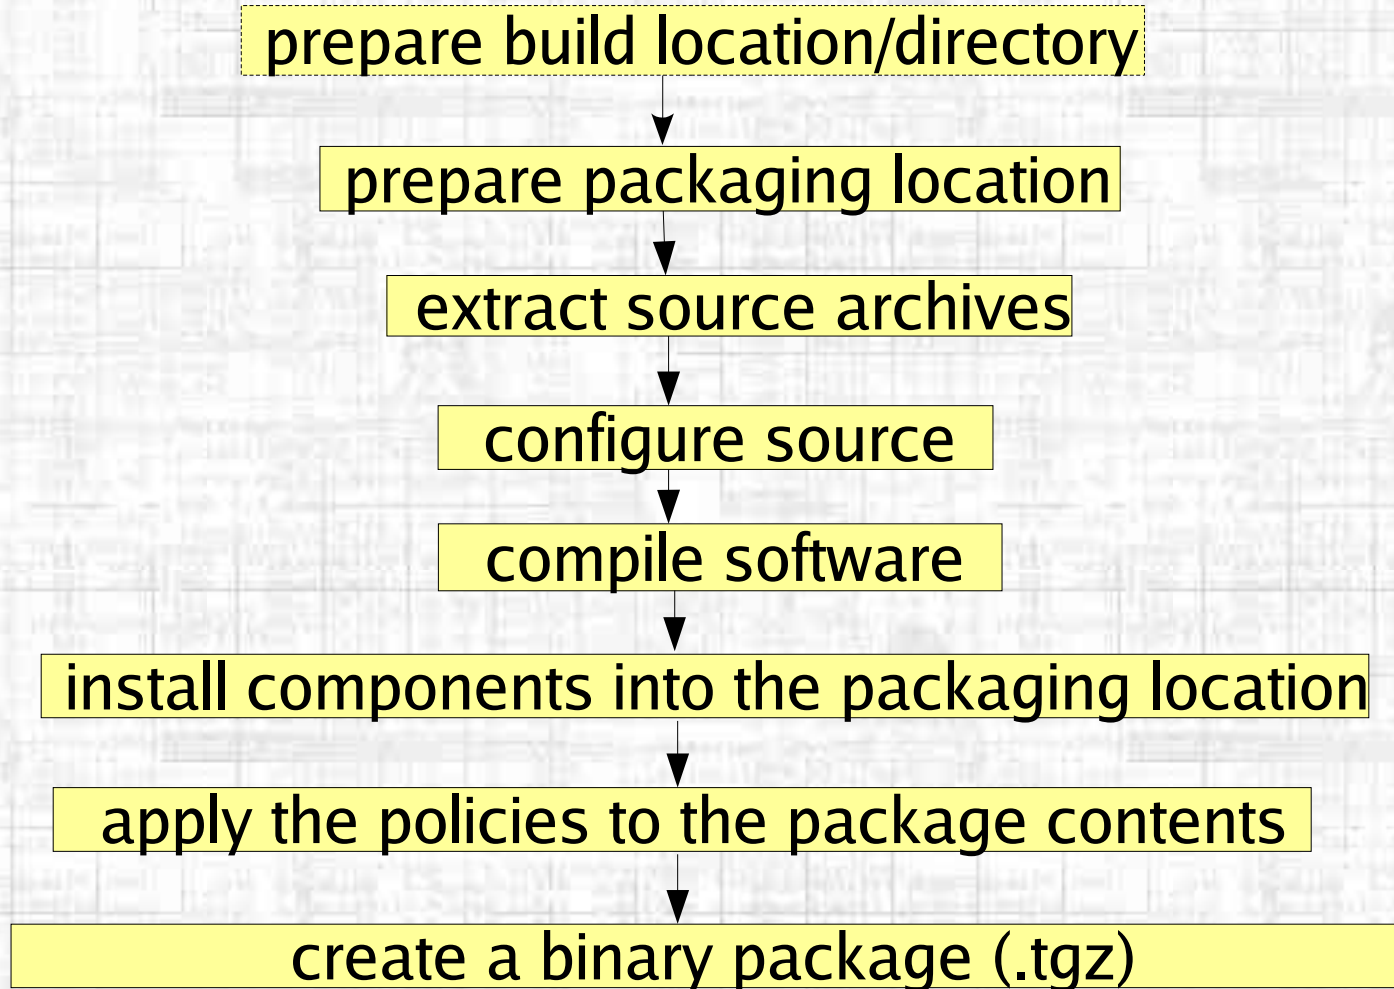 prepare build location/directory
prepare packaging location
extract source archives
configure source
compile software
install components into the packaging location
apply the policies to the package contents
create a binary package (.tgz)